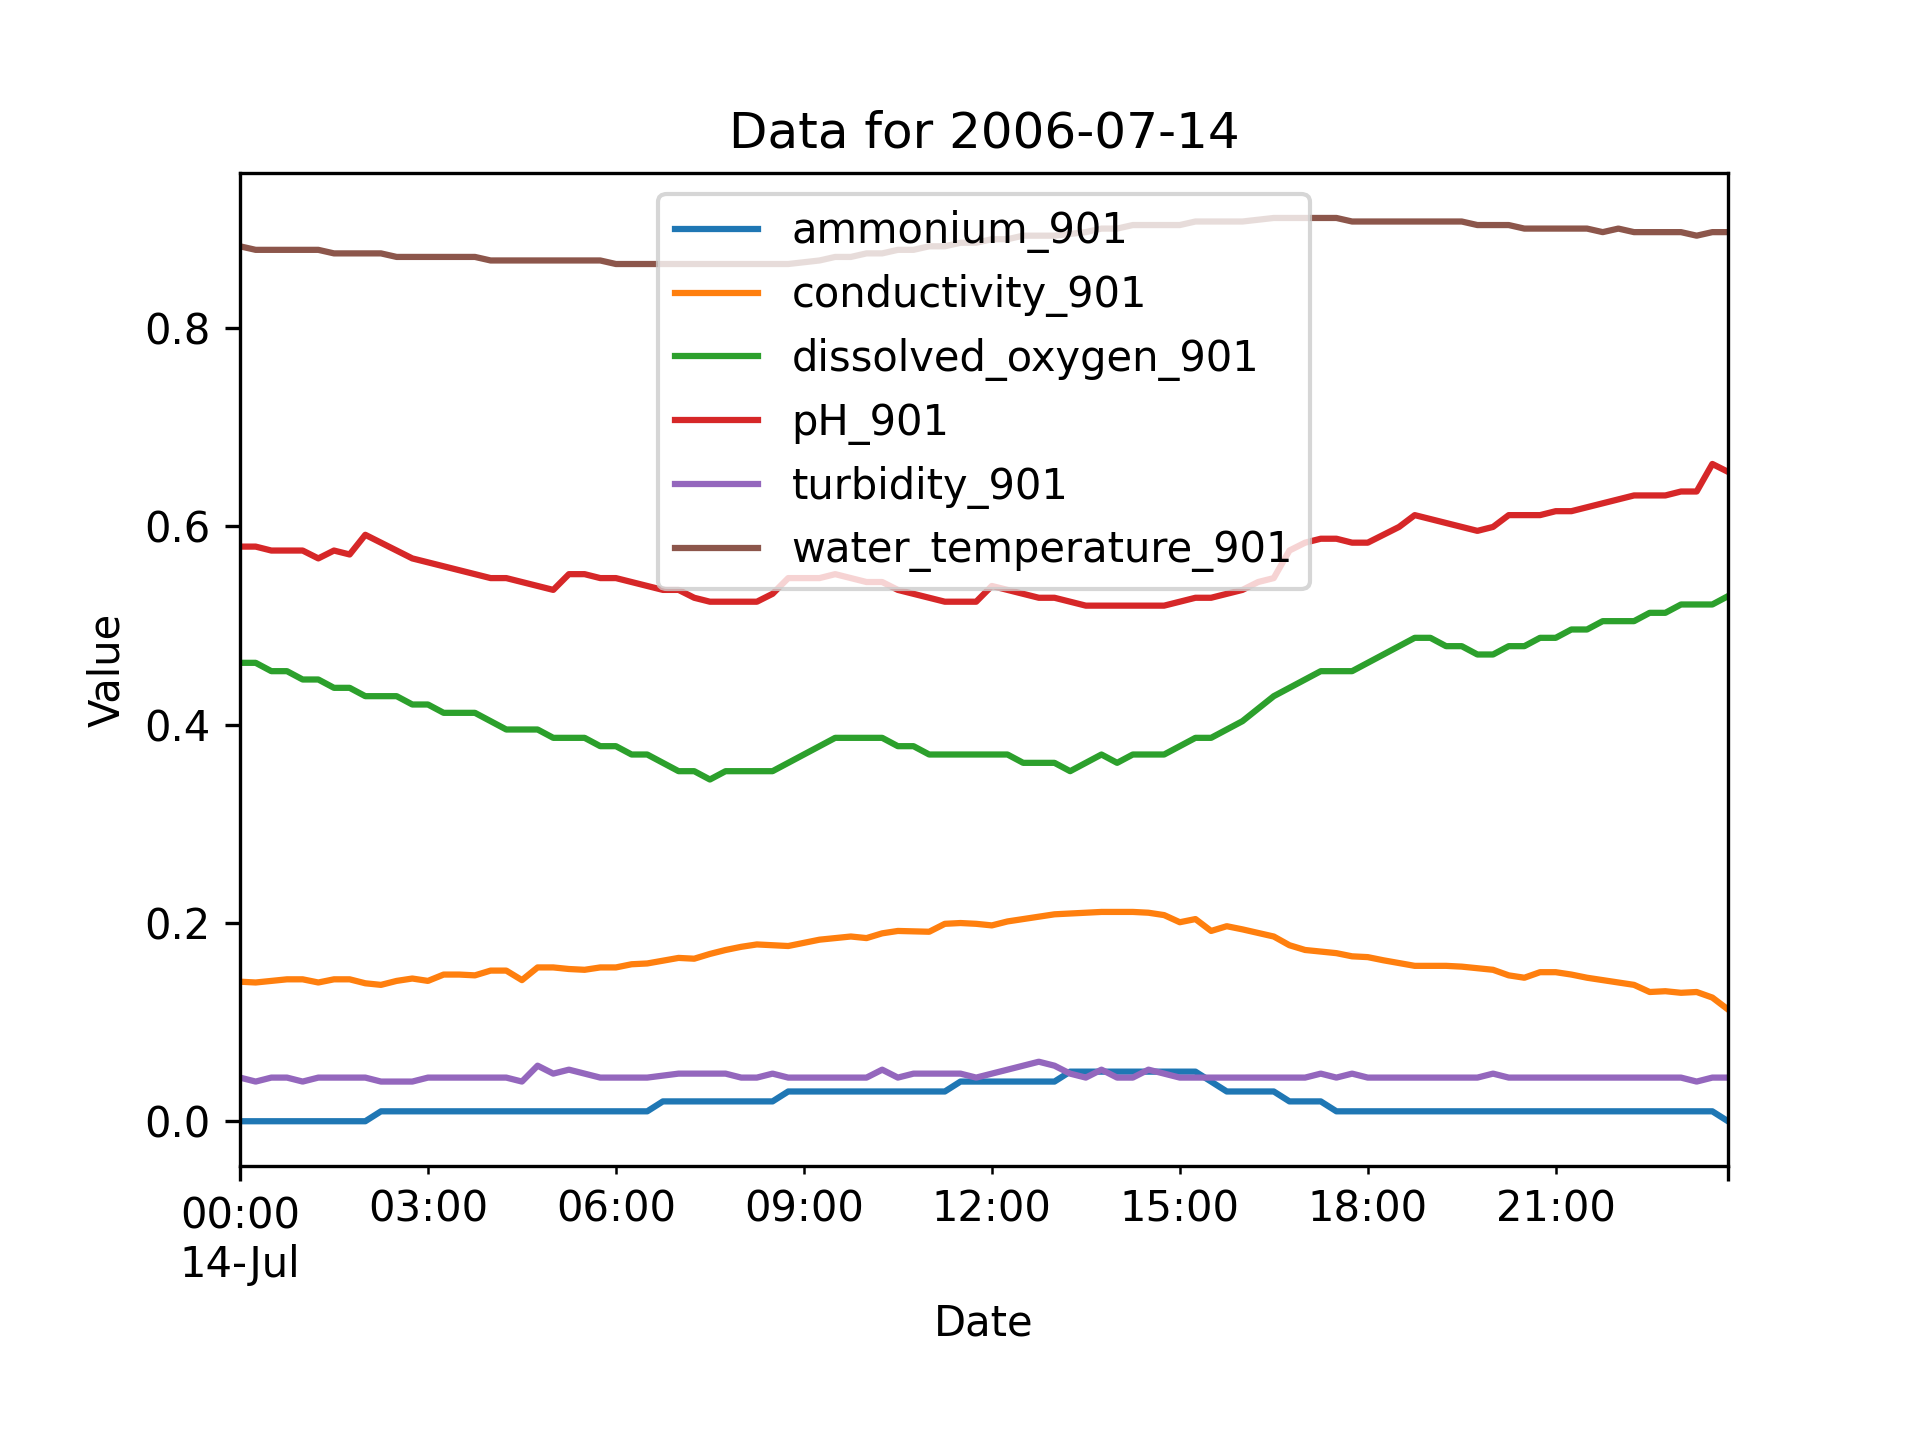 Data for 2006-07-14
ammonium_901
conductivity_901
dissolved_oxygen_901
pH_901
turbidity_901
water_temperature_901
Value
0.8
0.6
0.4
0.2
0.0
00:00 03:00 06:00 09:00 12:00 15:00 18:00 21:00
14-Jul
Date